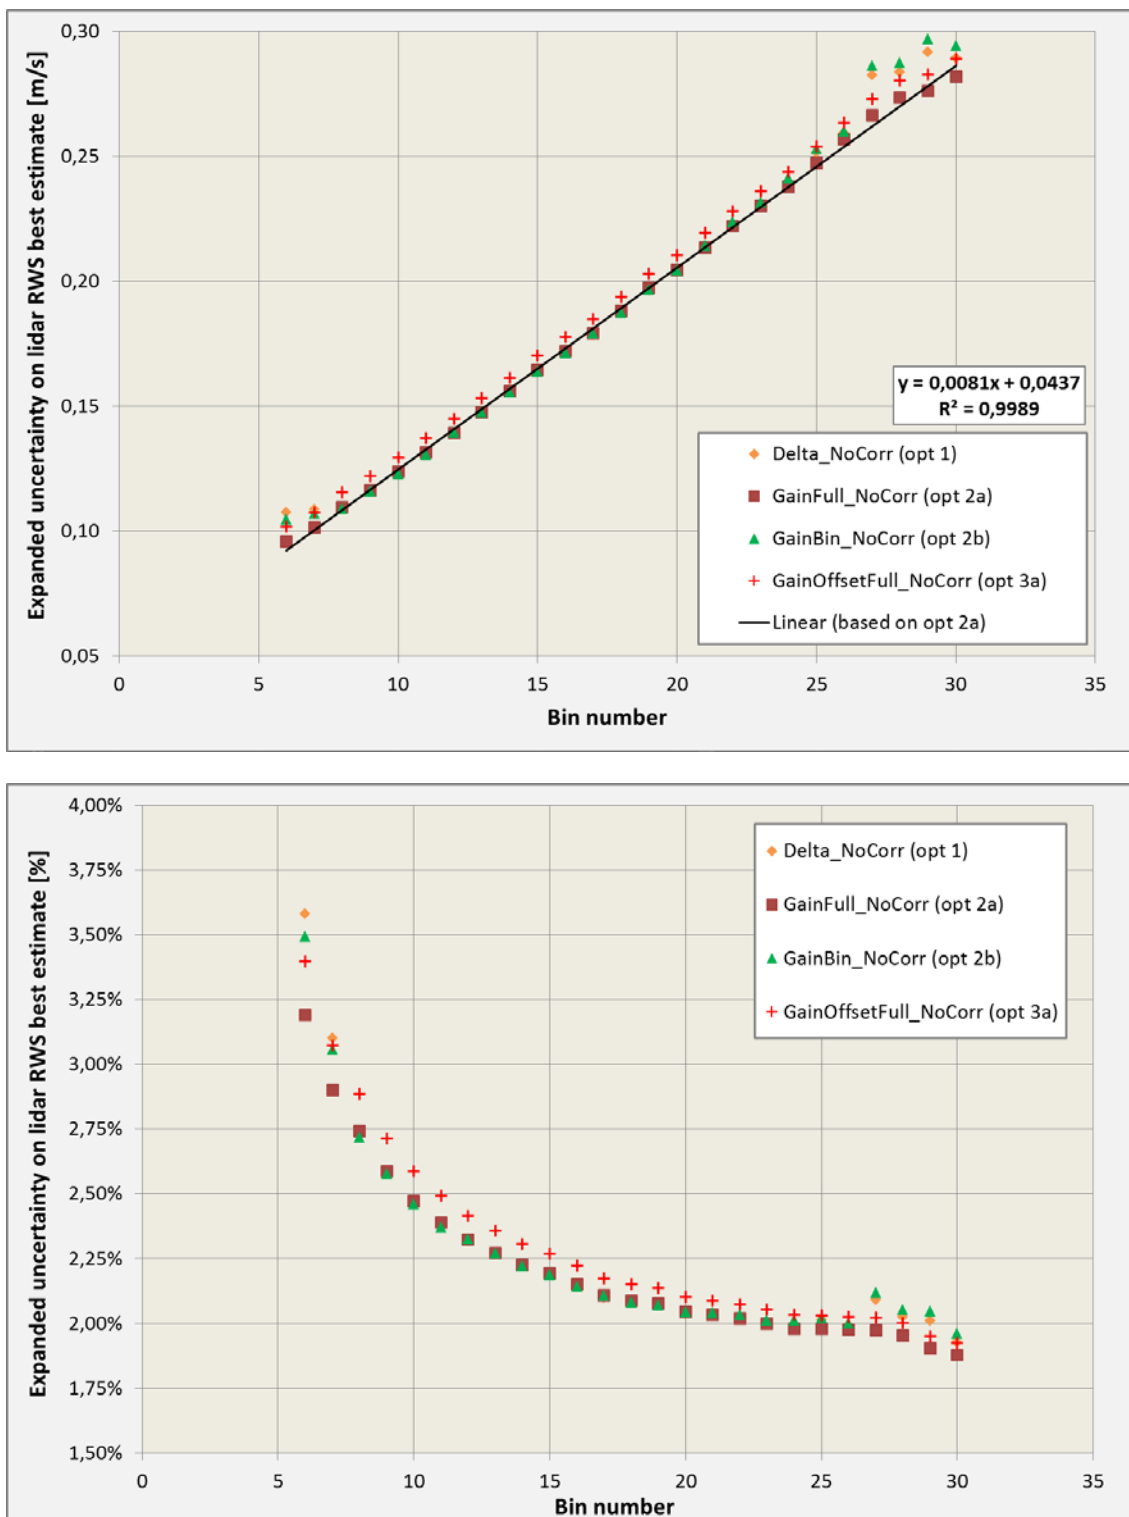 Expanded uncertainty on lidar RWS best estimate [m/s]
0,30
0,25
0,20
0,15
0,10
0,05
y = 0,0081x + 0,0437
R² = 0,9989
Delta_NoCorr (opt 1)
GainFull_NoCorr (opt 2a)
GainBin_NoCorr (opt 2b)
GainOffsetFull_NoCorr (opt 3a)
Linear (based on opt 2a)
0 5 10 15 20 25 30 35
Bin number
Expanded uncertainty on lidar RWS best estimate [%]
4,00%
3,75%
3,50%
3,25%
3,00%
2,75%
2,50%
2,25%
2,00%
1,75%
1,50%
Delta_NoCorr (opt 1)
GainFull_NoCorr (opt 2a)
GainBin_NoCorr (opt 2b)
GainOffsetFull_NoCorr (opt 3a)
0 5 10 15 20 25 30 35
Bin number